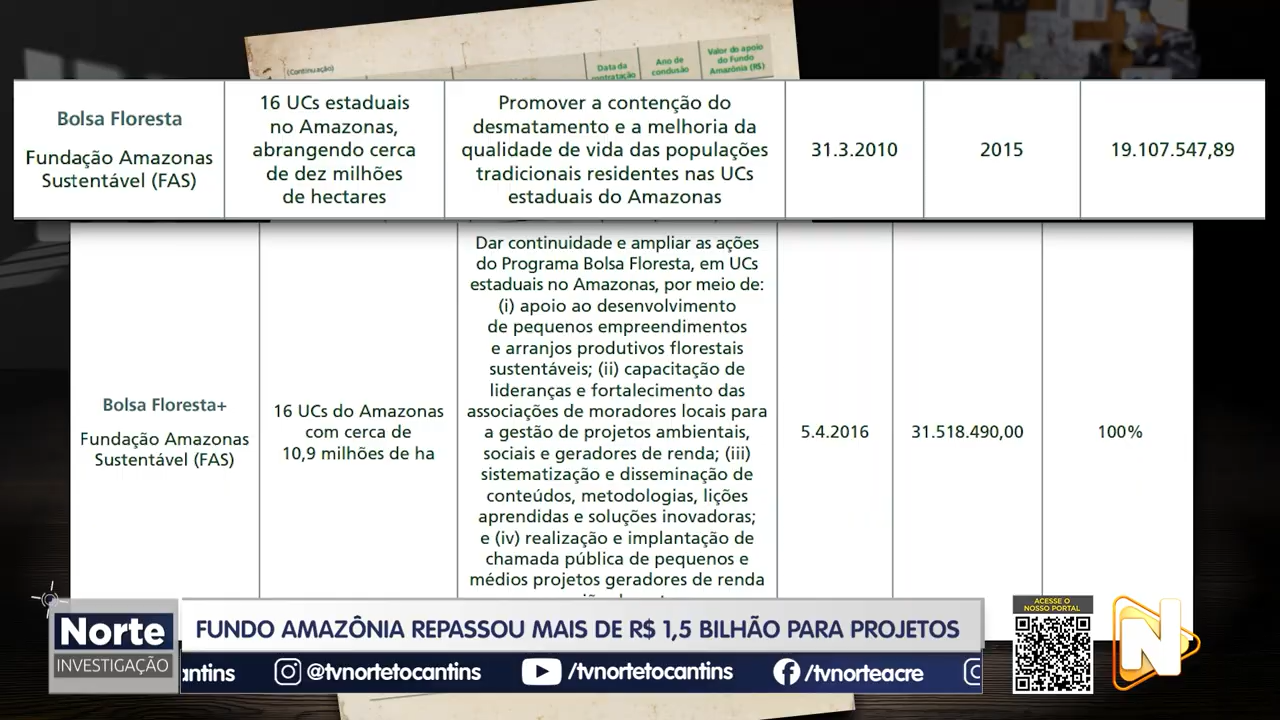 (Continuação)
Data da
contratação
Ano de
conclusão
Valor do apoio
do Fundo
Amazônia (R$)
Bolsa Floresta
Fundação Amazonas
Sustentável (FAS)
16 UCs estaduais
no Amazonas,
abrangendo cerca
de dez milhões
de hectares
Promover a contenção do
desmatamento e a melhoria da
qualidade de vida das populações
tradicionais residentes nas UCs
estaduais do Amazonas
31.3.2010
2015
19.107.547,89
Bolsa Floresta+
Fundação Amazonas
Sustentável (FAS)
16 UCs do Amazonas
com cerca de
10,9 milhões de ha
Dar continuidade e ampliar as ações
do Programa Bolsa Floresta, em UCs
estaduais no Amazonas, por meio de:
(i) apoio ao desenvolvimento
de pequenos empreendimentos
e arranjos produtivos florestais
sustentáveis; (ii) capacitação de
lideranças e fortalecimento das
associações de moradores locais para
a gestão de projetos ambientais,
sociais e geradores de renda; (iii)
sistematização e disseminação de
conteúdos, metodologias, lições
aprendidas e soluções inovadoras;
e (iv) realização e implantação de
chamada pública de pequenos e
médios projetos geradores de renda
5.4.2016
31.518.490,00
100%
Norte
INVESTIGAÇÃO
FUNDO AMAZÔNIA REPASSOU MAIS DE R$ 1,5 BILHÃO PARA PROJETOS
antins @tvnortetocantins /tvnortetocantins /tvnorteacre
ACESSE O
NOSSO PORTAL
N